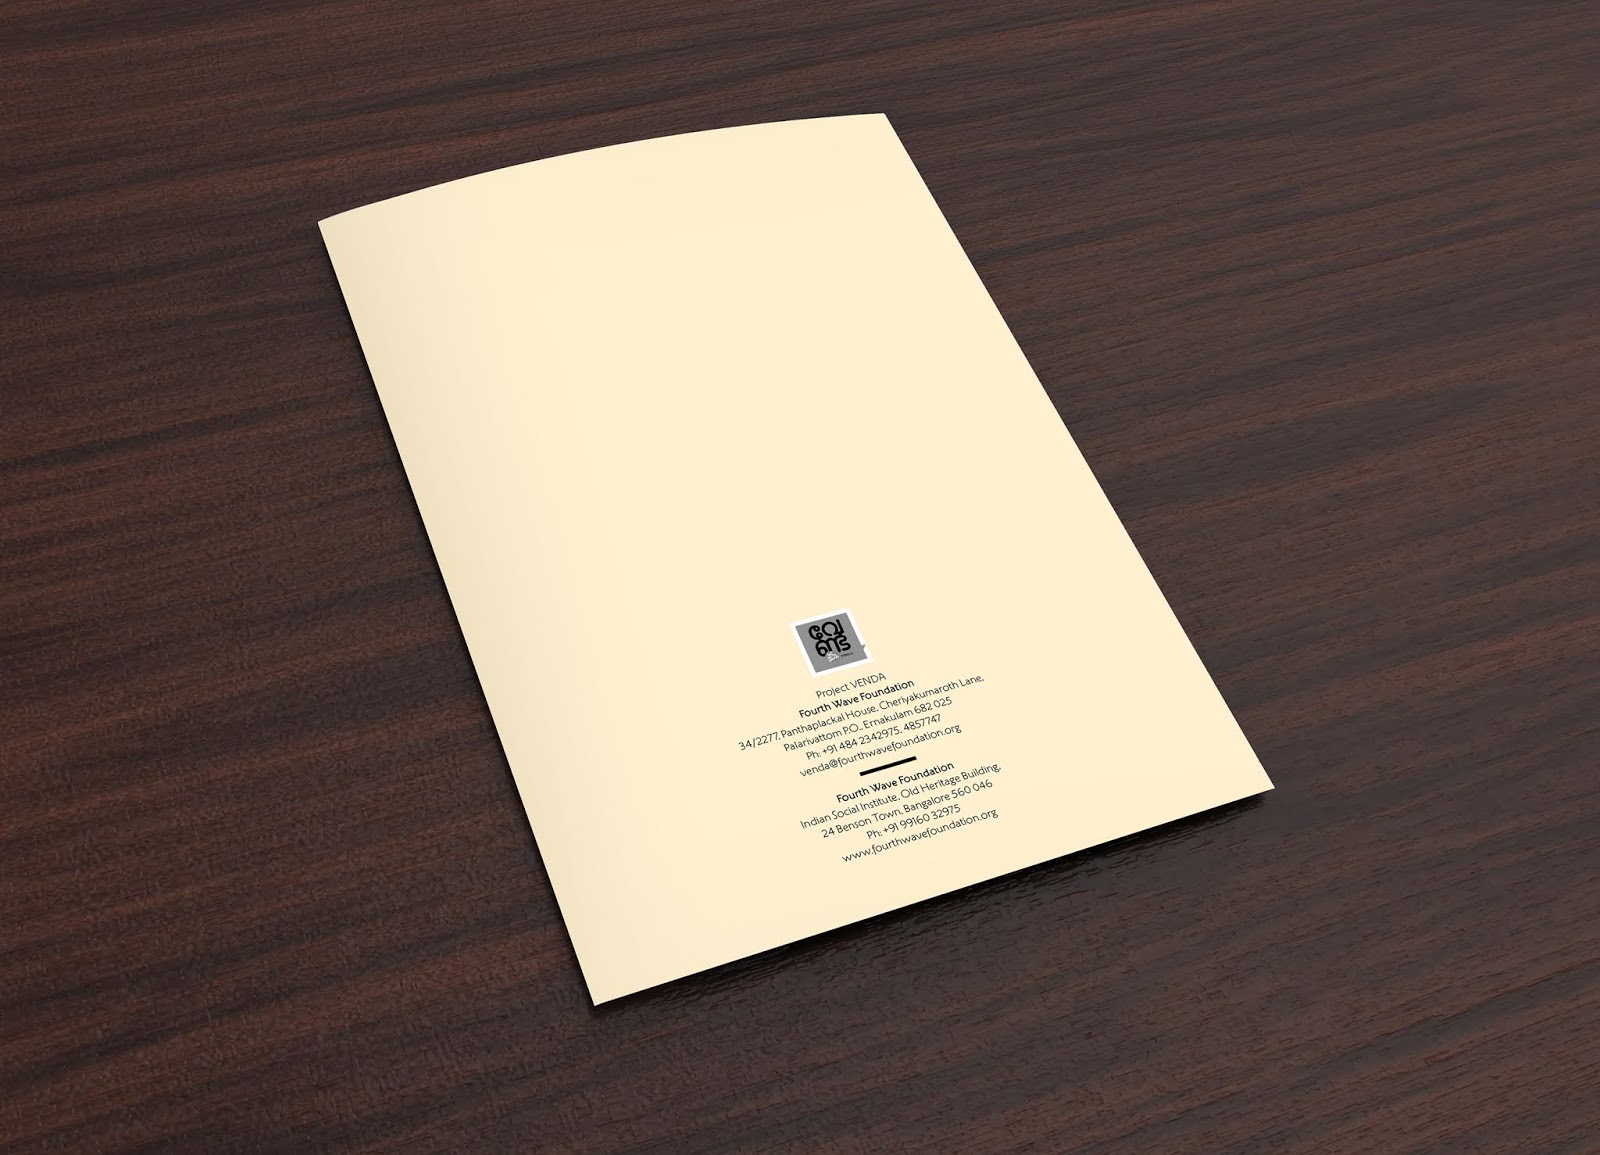 വേ
ണ്ട
Project VENDA
Fourth Wave Foundation
34/2277, Panthaplackal House, Cheriyakumaroth Lane,
Palarivattom P.O., Ernakulam 682 025
Ph: +91 484 2342975, 4857747
venda@fourthwavefoundation.org
Fourth Wave Foundation
Indian Social Institute, Old Heritage Building,
24 Benson Town, Bangalore 560 046
Ph: +91 99160 32975
www.fourthwavefoundation.org